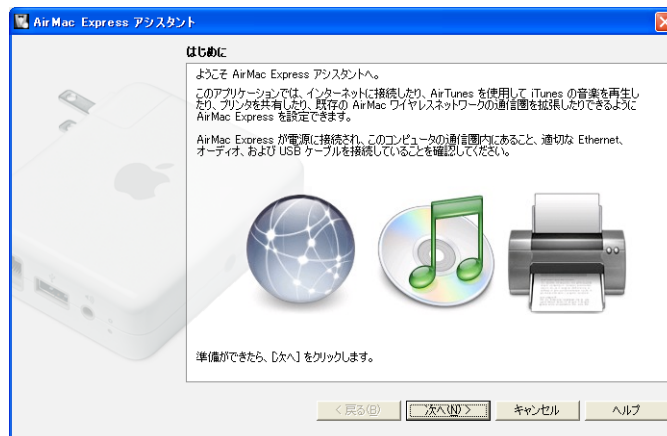 AirMac Express アシスタント
はじめに
ようこそ AirMac Express アシスタントへ。
このアプリケーションでは、インターネットに接続したり、AirTunes を使用して iTunes の音楽を再生し
たり、プリンタを共有したり、既存の AirMac ワイヤレスネットワークの通信圏を拡張したりできるように
AirMac Express を設定できます。
AirMac Express が電源に接続され、このコンピュータの通信圏内にあること、適切な Ethernet、
オーディオ、および USB ケーブルを接続していることを確認してください。
準備ができたら、[次へ] をクリックします。
< 戻る(B)
次へ(N) >
キャンセル
ヘルプ